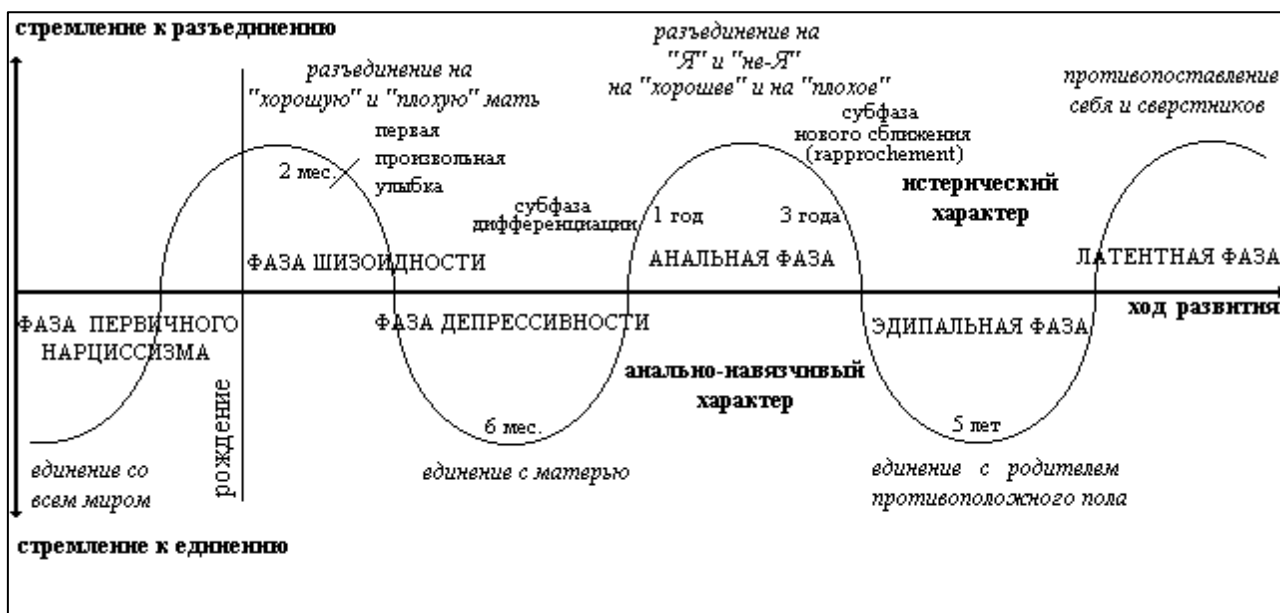 стремление к разъединению
разъединение на
"хорошую" и "плохую" мать
разъединение на
"Я" и "не-Я"
на "хорошее" и на "плохое"
противопоставление
себя и сверстников
первая
произвольная
улыбка
2 мес.
субфаза
нового сближения
(rapprochement)
истерический
характер
субфаза
дифференциации
1 год
3 года
ФАЗА ШИЗОИДНОСТИ
АНАЛЬНАЯ ФАЗА
ЛАТЕНТНАЯ ФАЗА
ход развития
ФАЗА ПЕРВИЧНОГО
НАРЦИССИЗМА
ФАЗА ДЕПРЕССИВНОСТИ
ЭДИПАЛЬНАЯ ФАЗА
анально-навязчивый
характер
рождение
6 мес.
5 лет
единение со
всем миром
единение с матерью
единение с родителем
противоположного пола
стремление к единению